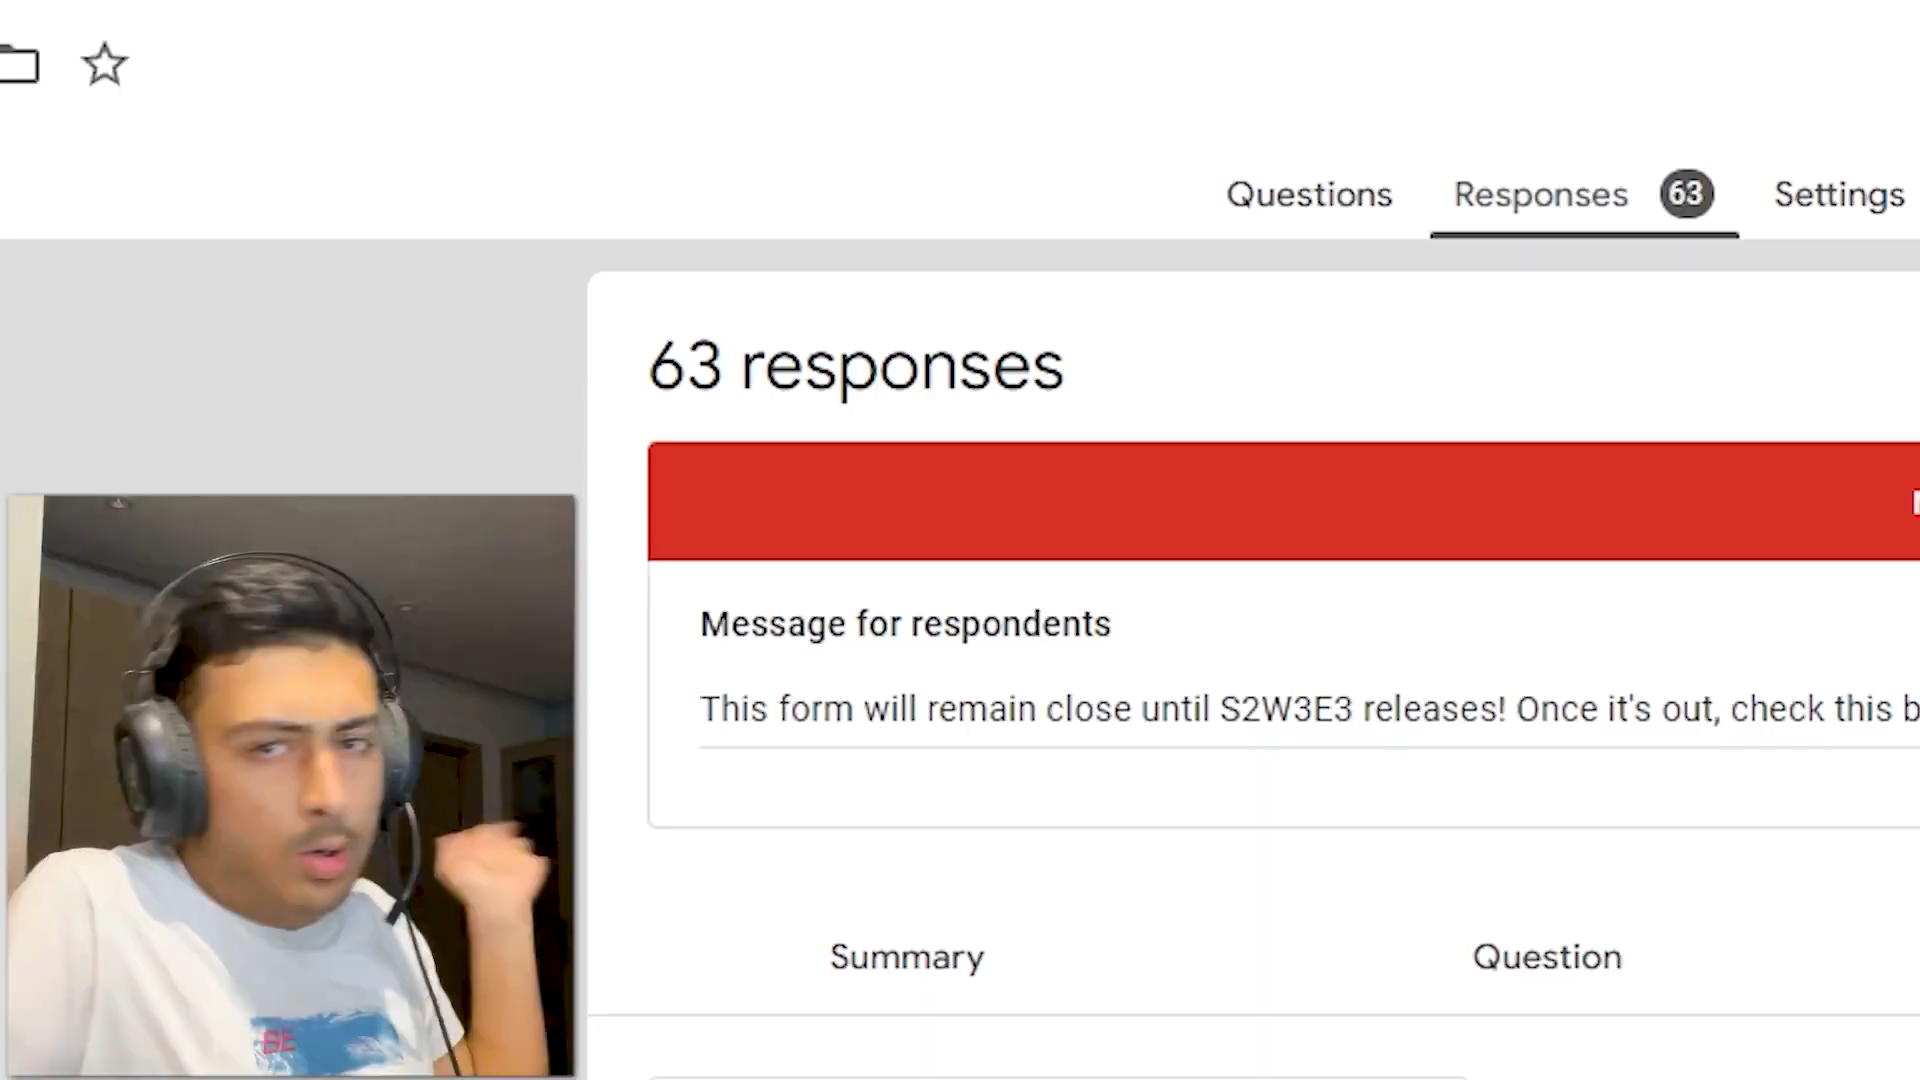 Questions
Responses 63
Settings
63 responses
Message for respondents
This form will remain close until S2W3E3 releases! Once it's out, check this b
Summary
Question
BE